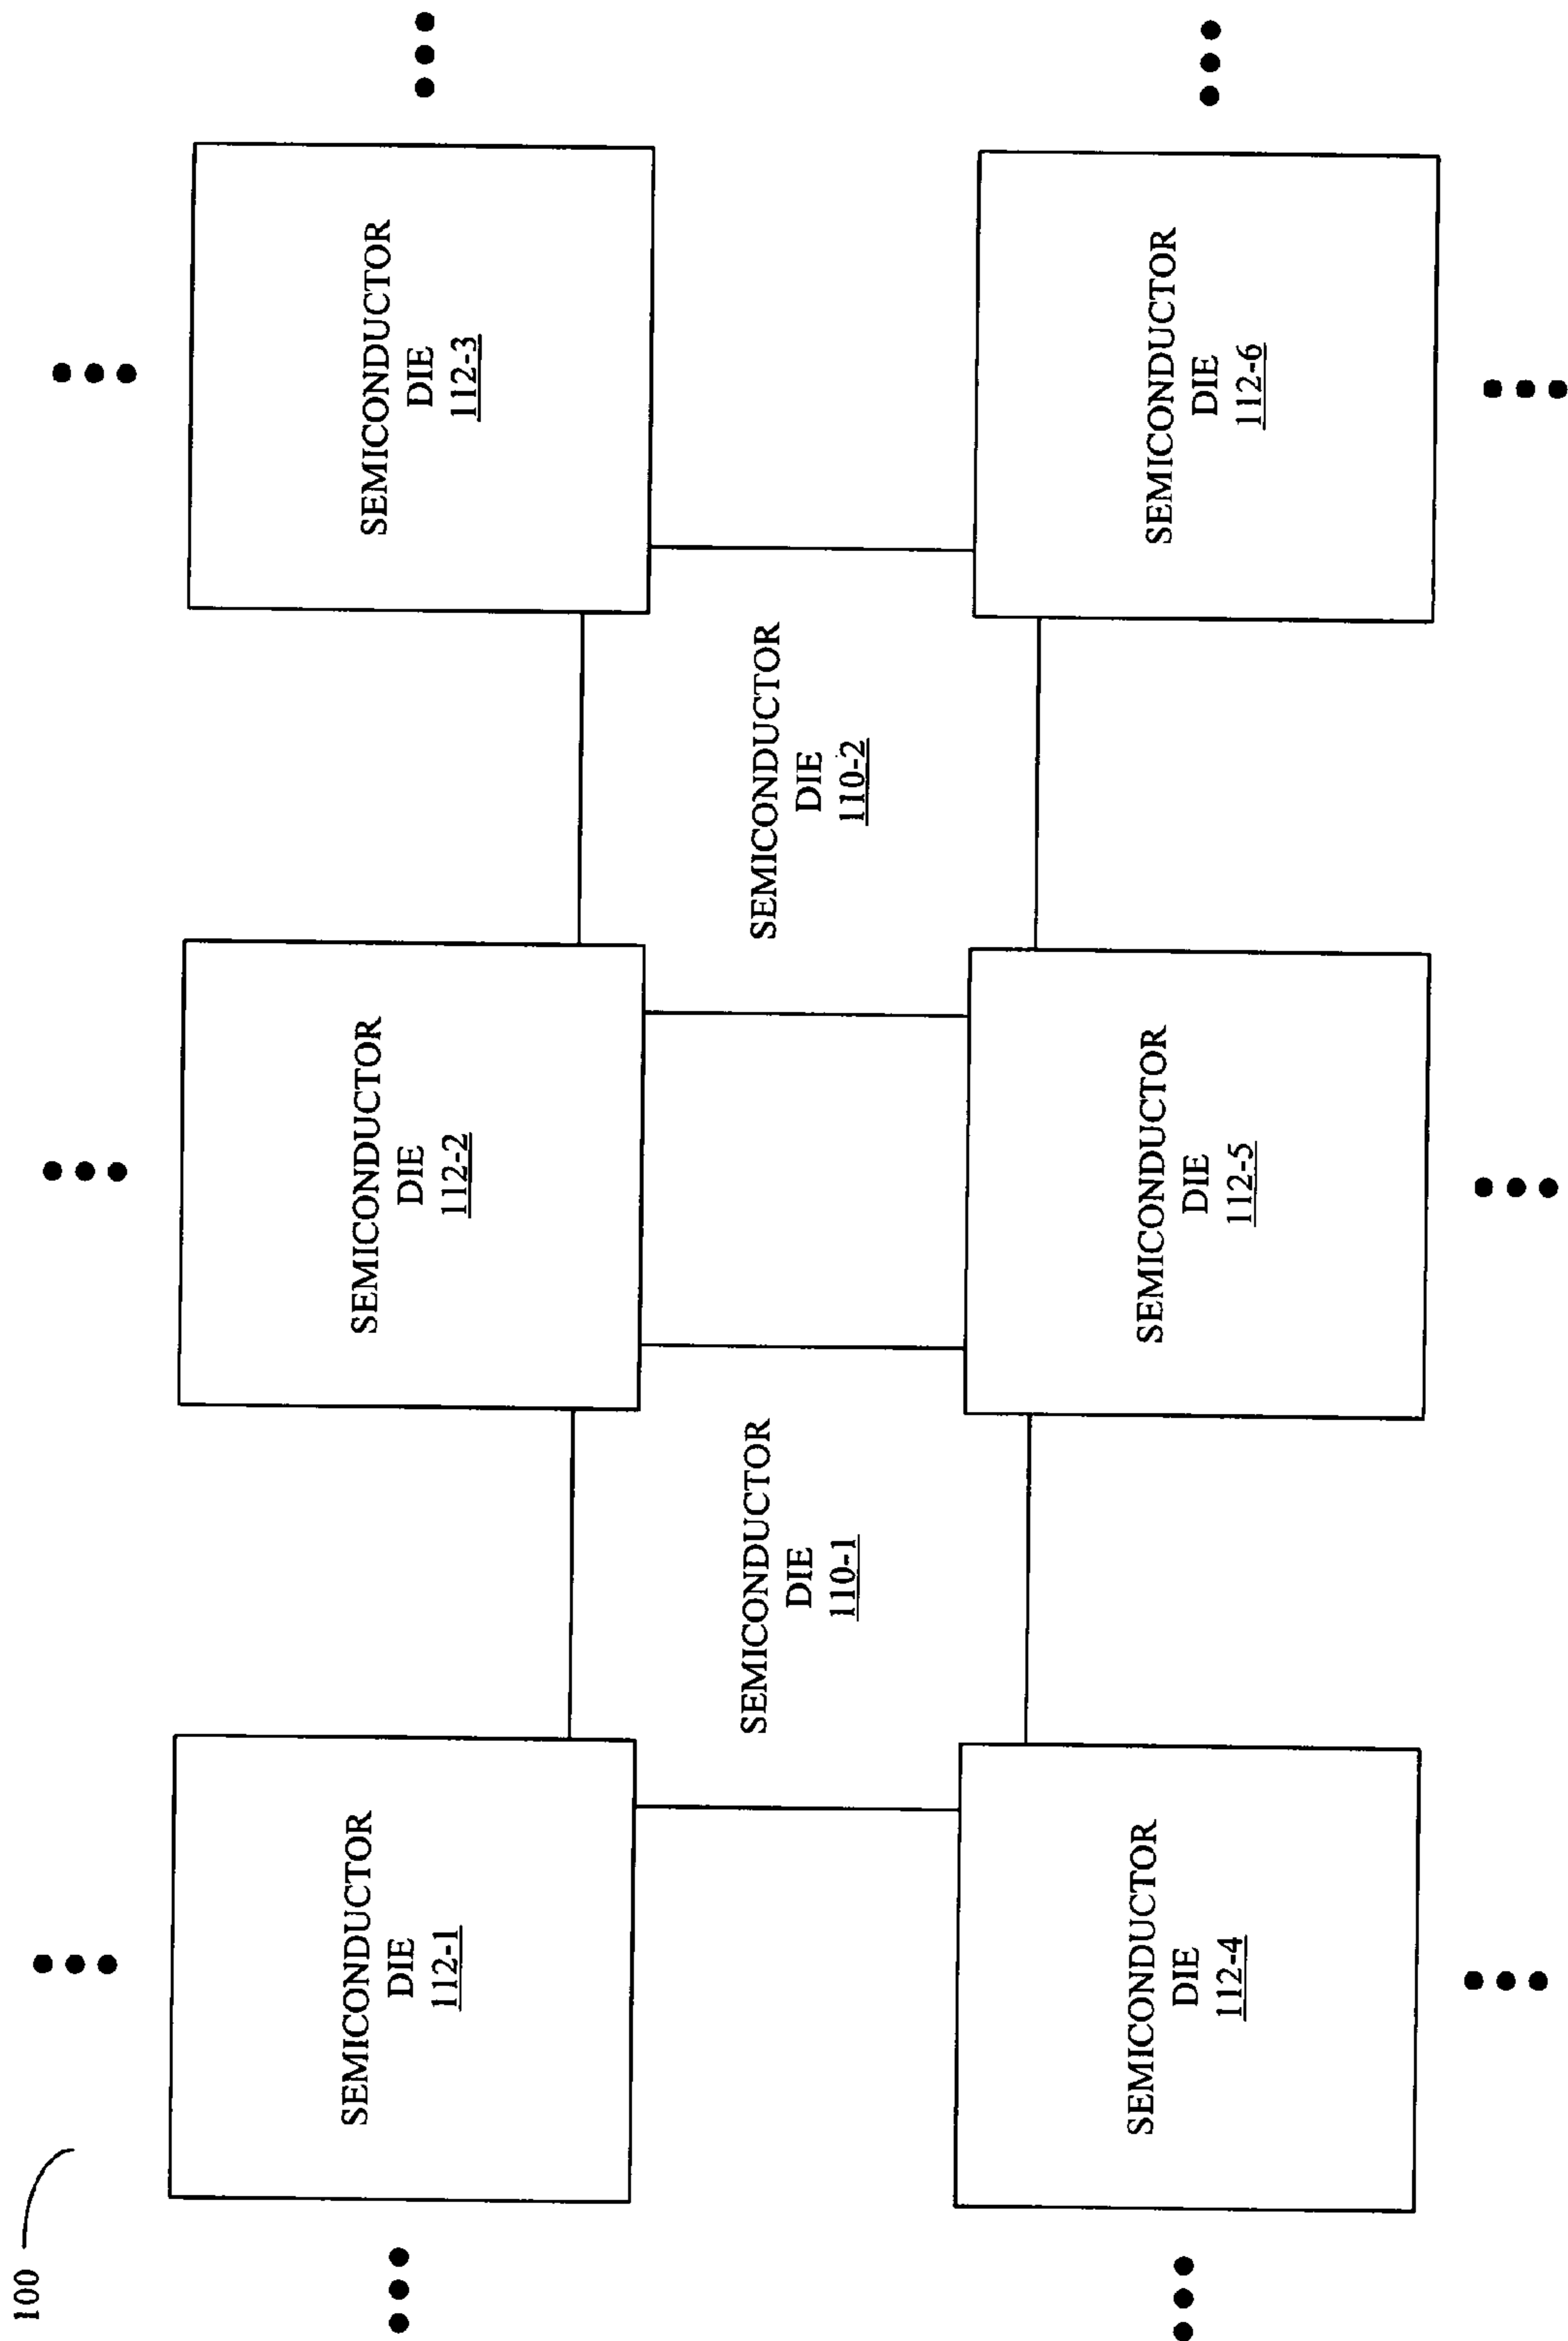 100
SEMICONDUCTOR
DIE
112-1
SEMICONDUCTOR
DIE
112-2
SEMICONDUCTOR
DIE
112-3
SEMICONDUCTOR
DIE
110-1
SEMICONDUCTOR
DIE
110-2
SEMICONDUCTOR
DIE
112-4
SEMICONDUCTOR
DIE
112-5
SEMICONDUCTOR
DIE
112-6